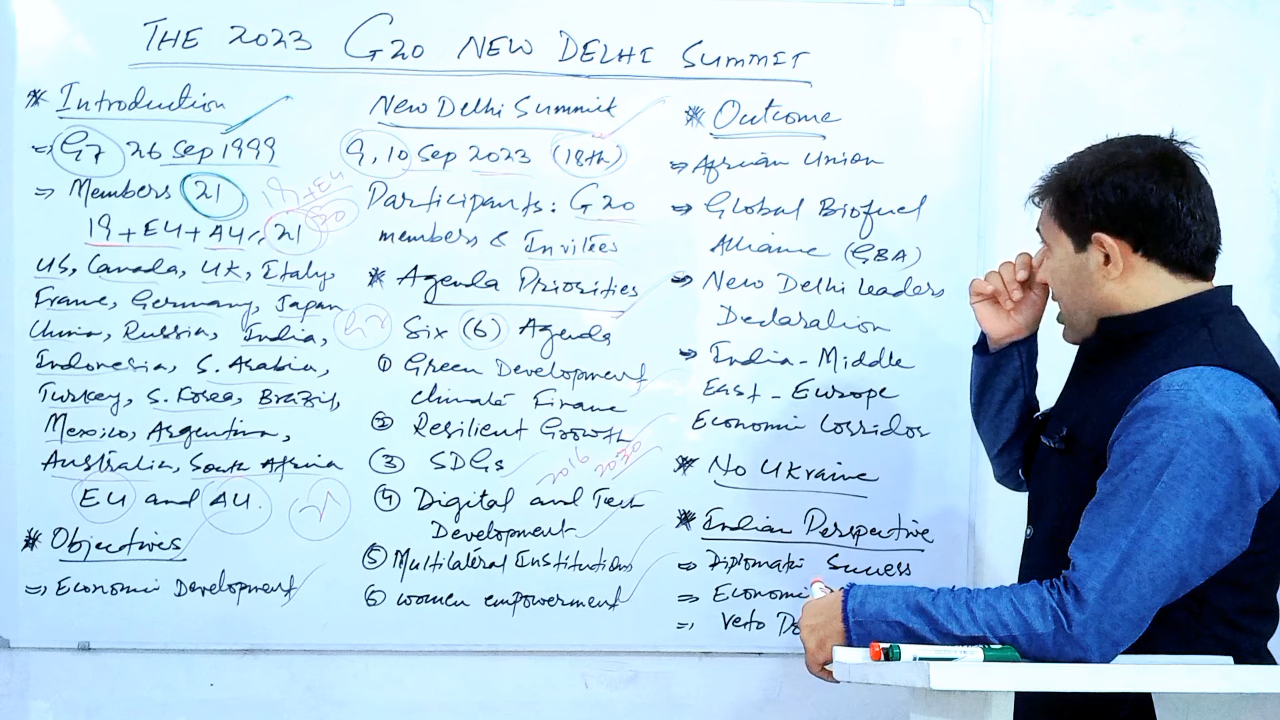 THE 2023 G20 NEW DELHI SUMMIT
* Introduction
⇒ G7 26 Sep 1999
⇒ Members 21
19 + EU
20
19 + EU + AU = 21
US, Canada, UK, Italy,
France, Germany, Japan
China, Russia, India,
Indonesia, S. Arabia,
Turkey, S. Korea, Brazil,
Mexico, Argentina,
Australia, South Africa
EU and AU.
* Objectives
⇒ Economic Development
New Delhi Summit
9, 10 Sep 2023 (18th)
Participants: G20
members & Invitees
* Agenda Priorities
Six (6) Agenda
① Green Development
Climate Finance
② Resilient Growth
③ SDGs
2016
2030
④ Digital and Tech
Development
⑤ Multilateral Institutions
⑥ women empowerment
* Outcome
⇒ African Union
⇒ Global Biofuel
Alliance (GBA)
⇒ New Delhi Leaders
Declaration
⇒ India - Middle
East - Europe
Economic Corridor
* No Ukraine
* Indian Perspective
⇒ Diplomatic Success
⇒ Economi
⇒ Veto Po